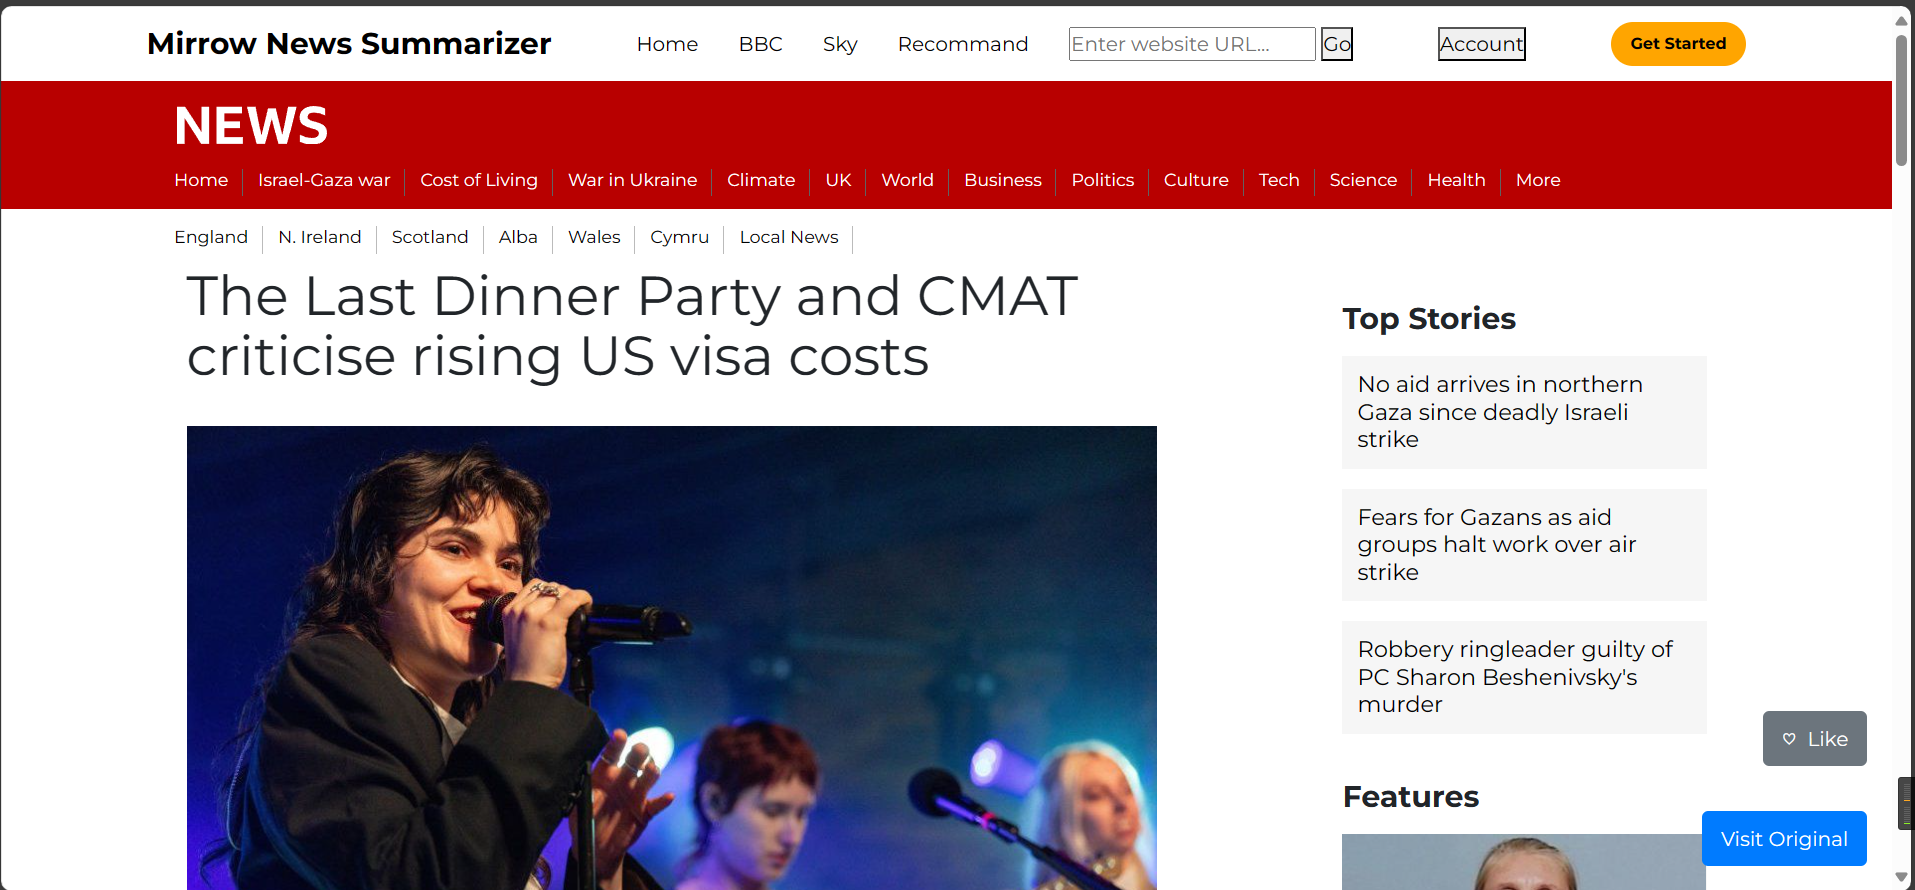 Mirrow News Summarizer Home BBC Sky Recommand Enter website URL... Go Account Get Started
NEWS
Home Israel-Gaza war Cost of Living War in Ukraine Climate UK World Business Politics Culture Tech Science Health More
England N. Ireland Scotland Alba Wales Cymru Local News
The Last Dinner Party and CMAT
criticise rising US visa costs
Top Stories
No aid arrives in northern
Gaza since deadly Israeli
strike
Fears for Gazans as aid
groups halt work over air
strike
Robbery ringleader guilty of
PC Sharon Beshenivsky's
murder
♡ Like
Features
Visit Original